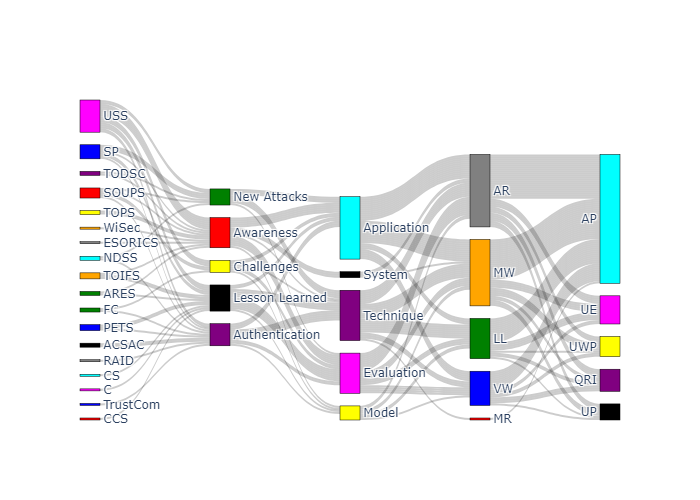 USS
SP
TODSC
SOUPS
TOPS
WiSec
ESORICS
NDSS
TOIFS
ARES
FC
PETS
ACSAC
RAID
CS
C
TrustCom
CCS
New Attacks
Awareness
Challenges
Lesson Learned
Authentication
Application
System
Technique
Evaluation
Model
AR
MW
LL
VW
MR
AP
UE
UWP
QRI
UP